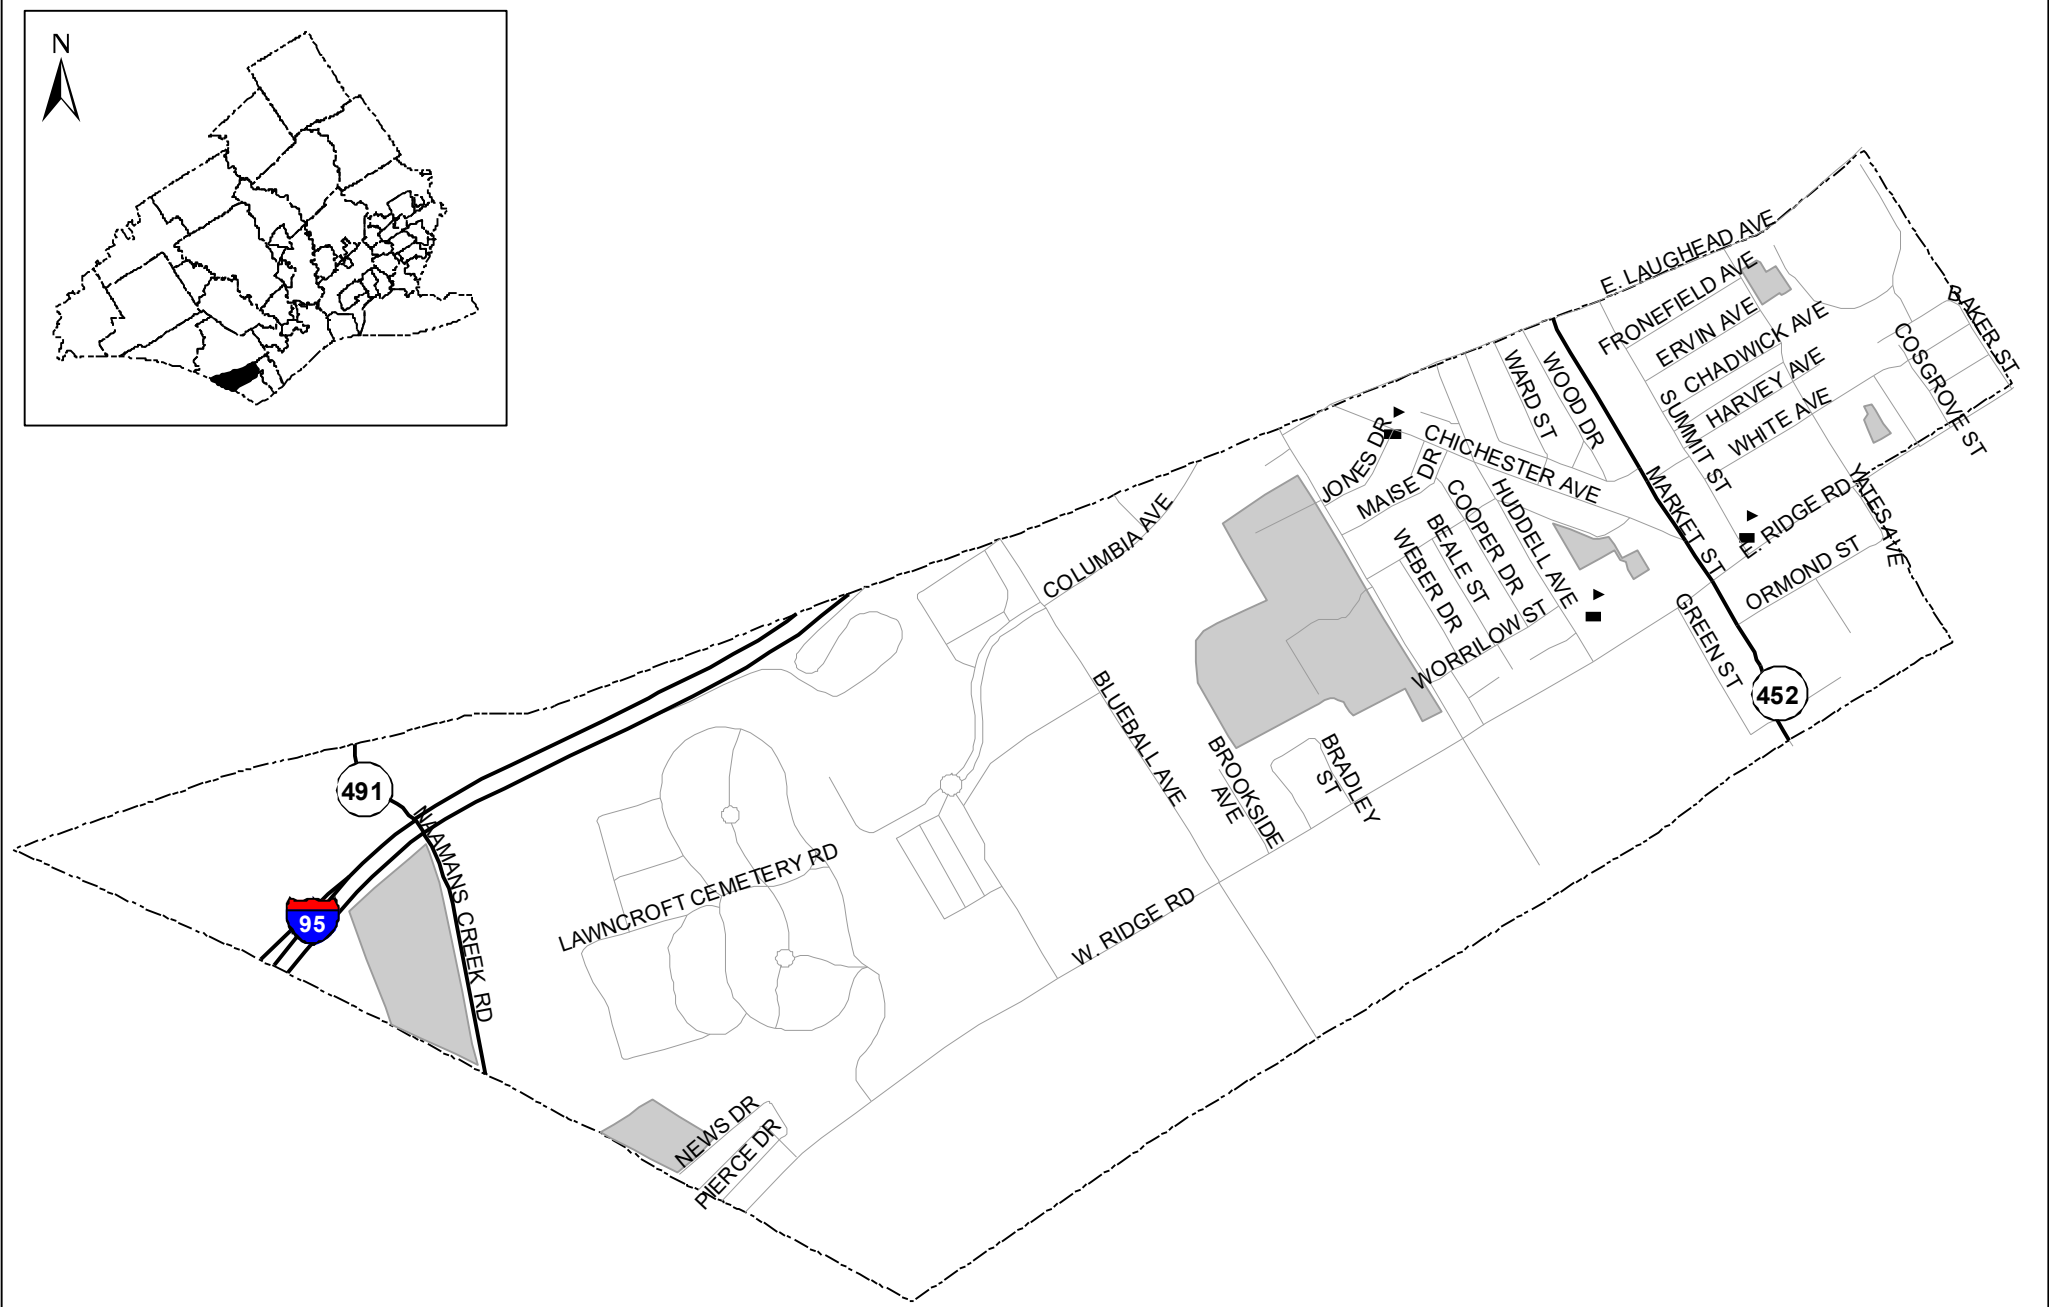 N
E. LAUGHEAD AVE
FRONEFIELD AVE
ERVIN AVE
CHADWICK AVE
HARVEY AVE
WHITE AVE
BAKER ST
COSGROVE ST
SUMMIT ST
WARD ST
WOOD DR
CHICHESTER AVE
JONES DR
MAISE DR
COOPER DR
HUDDELL AVE
BEALE ST
WEBER DR
WORRILOW ST
MARKET ST
E. RIDGE RD
YATES AVE
ORMOND ST
GREEN ST
452
COLUMBIA AVE
BLUEBALL AVE
BROOKSIDE
AVE
BRADLEY
ST
491
NAAMANS CREEK RD
95
LAWNCROFT CEMETERY RD
W. RIDGE RD
NEWS DR
PIERCE DR